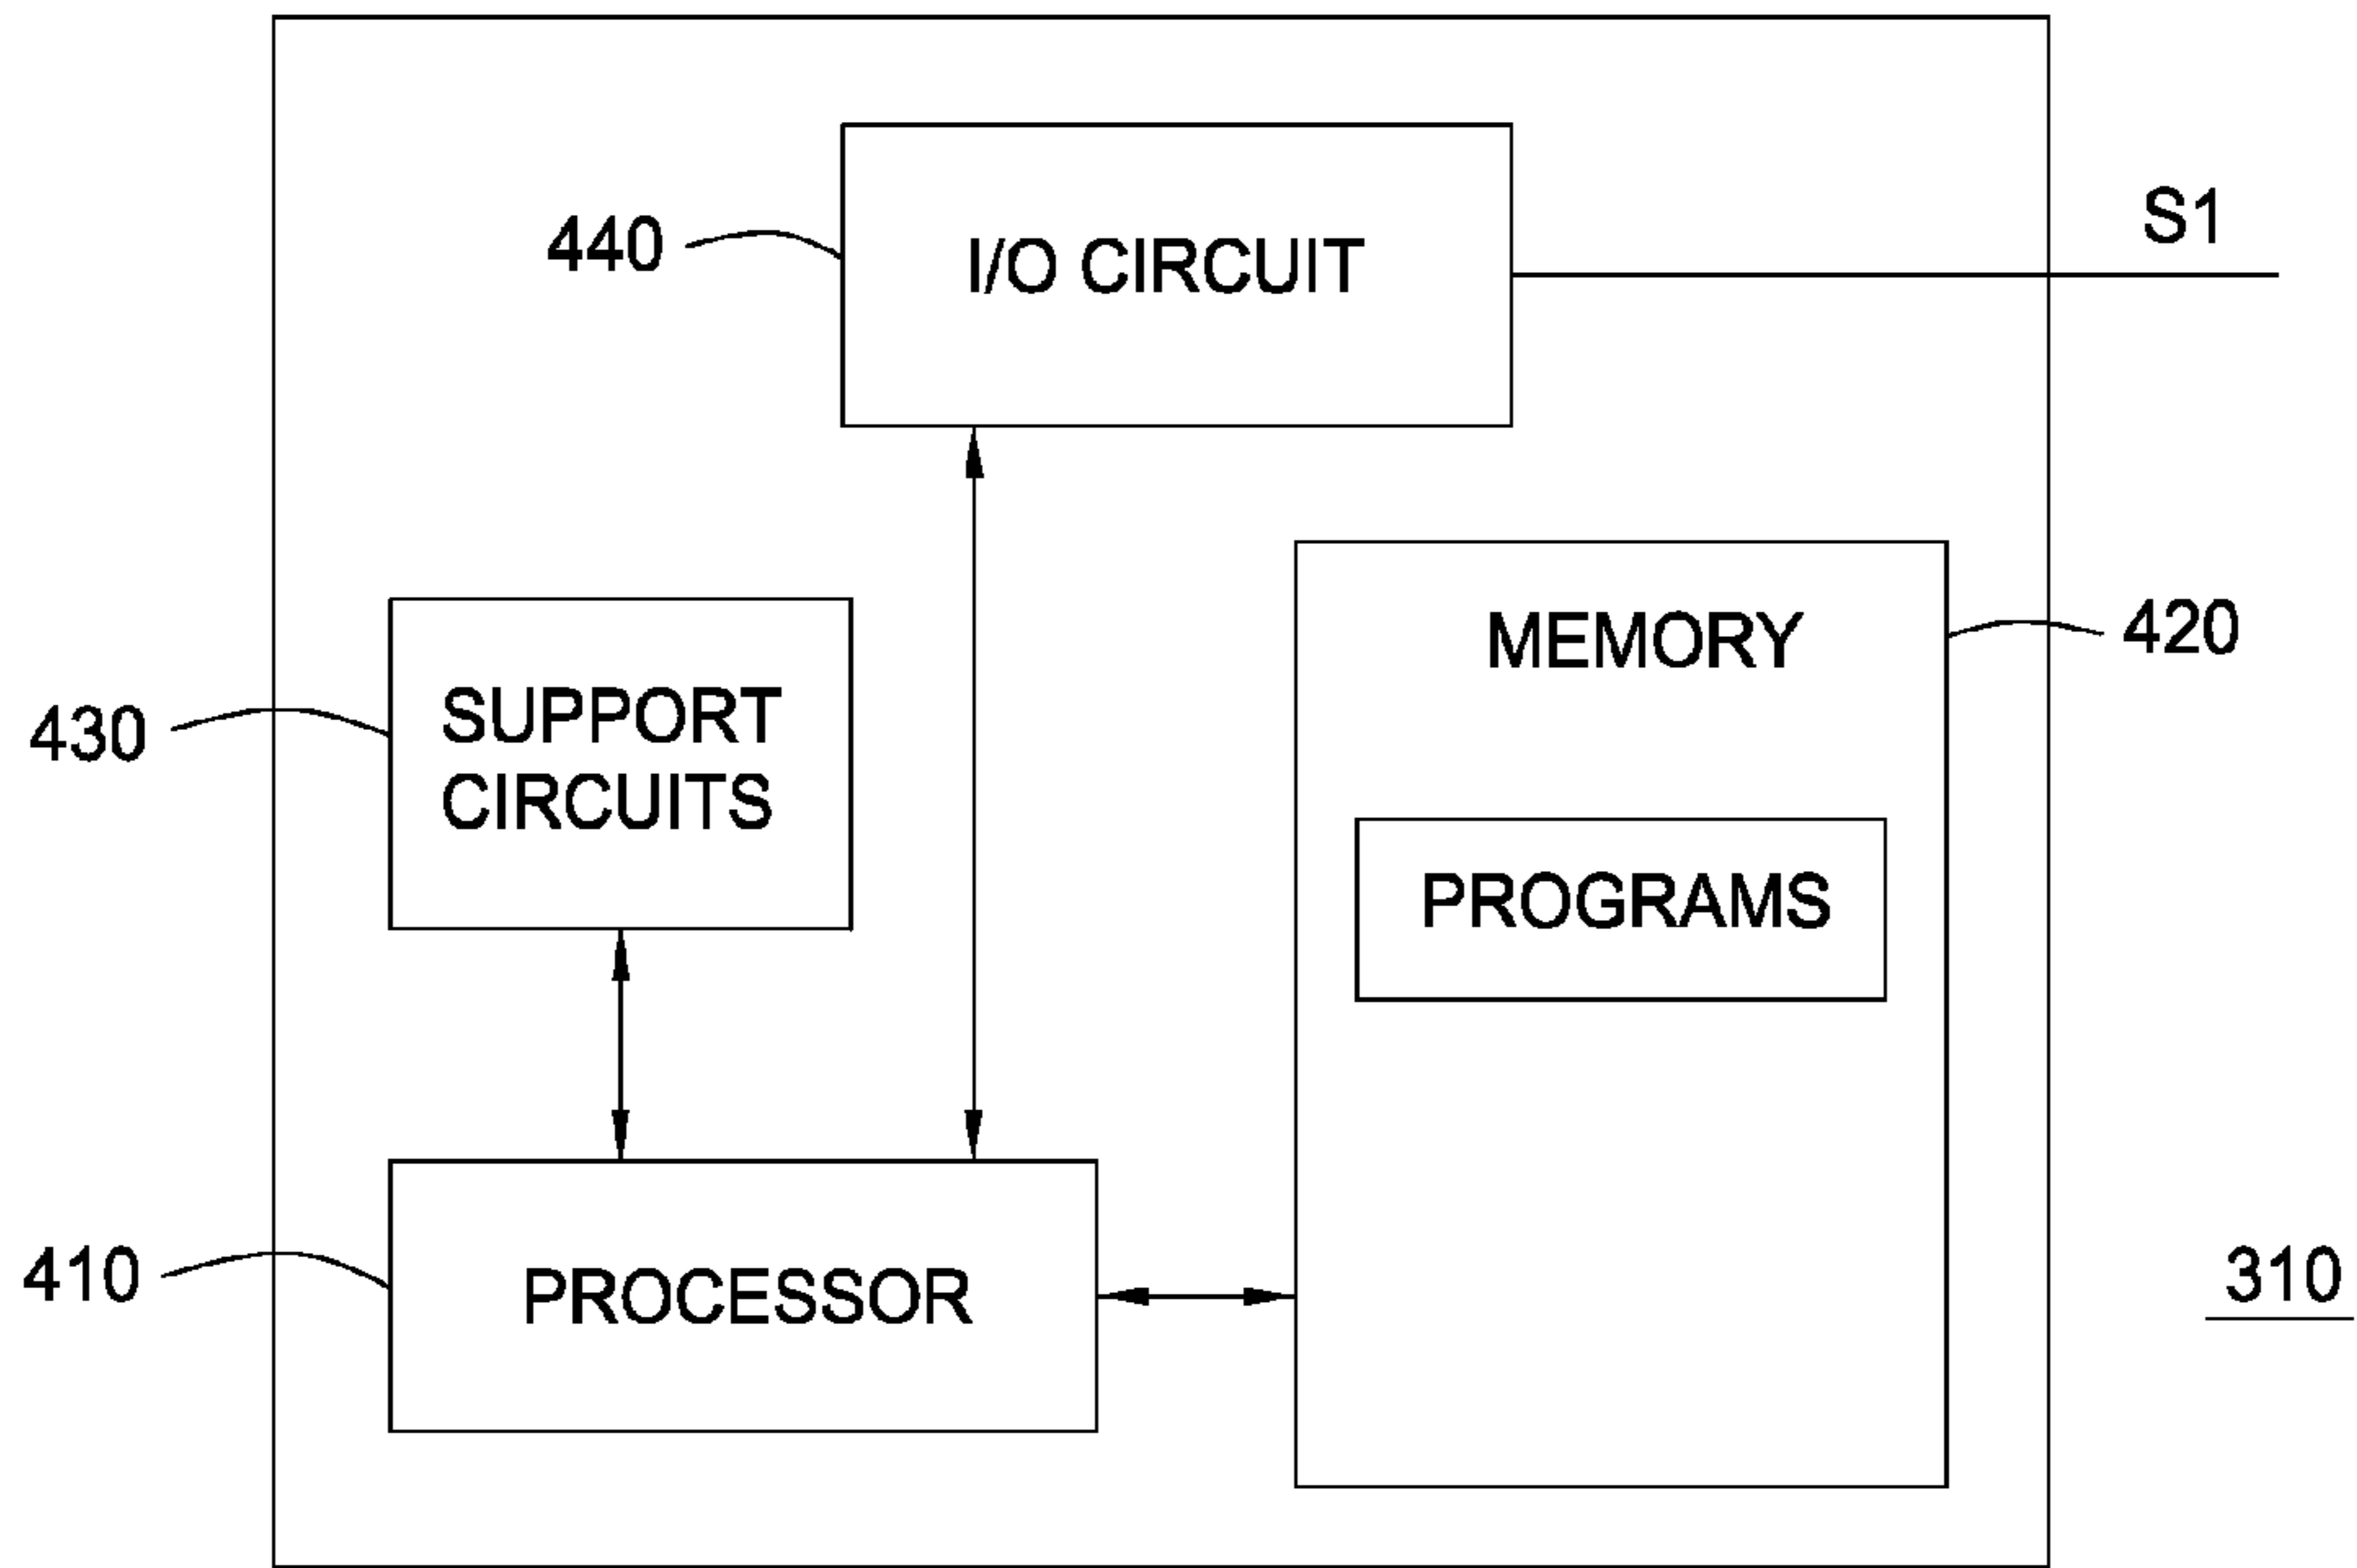 S1
440
I/O CIRCUIT
MEMORY
420
430
SUPPORT
CIRCUITS
PROGRAMS
410
PROCESSOR
310